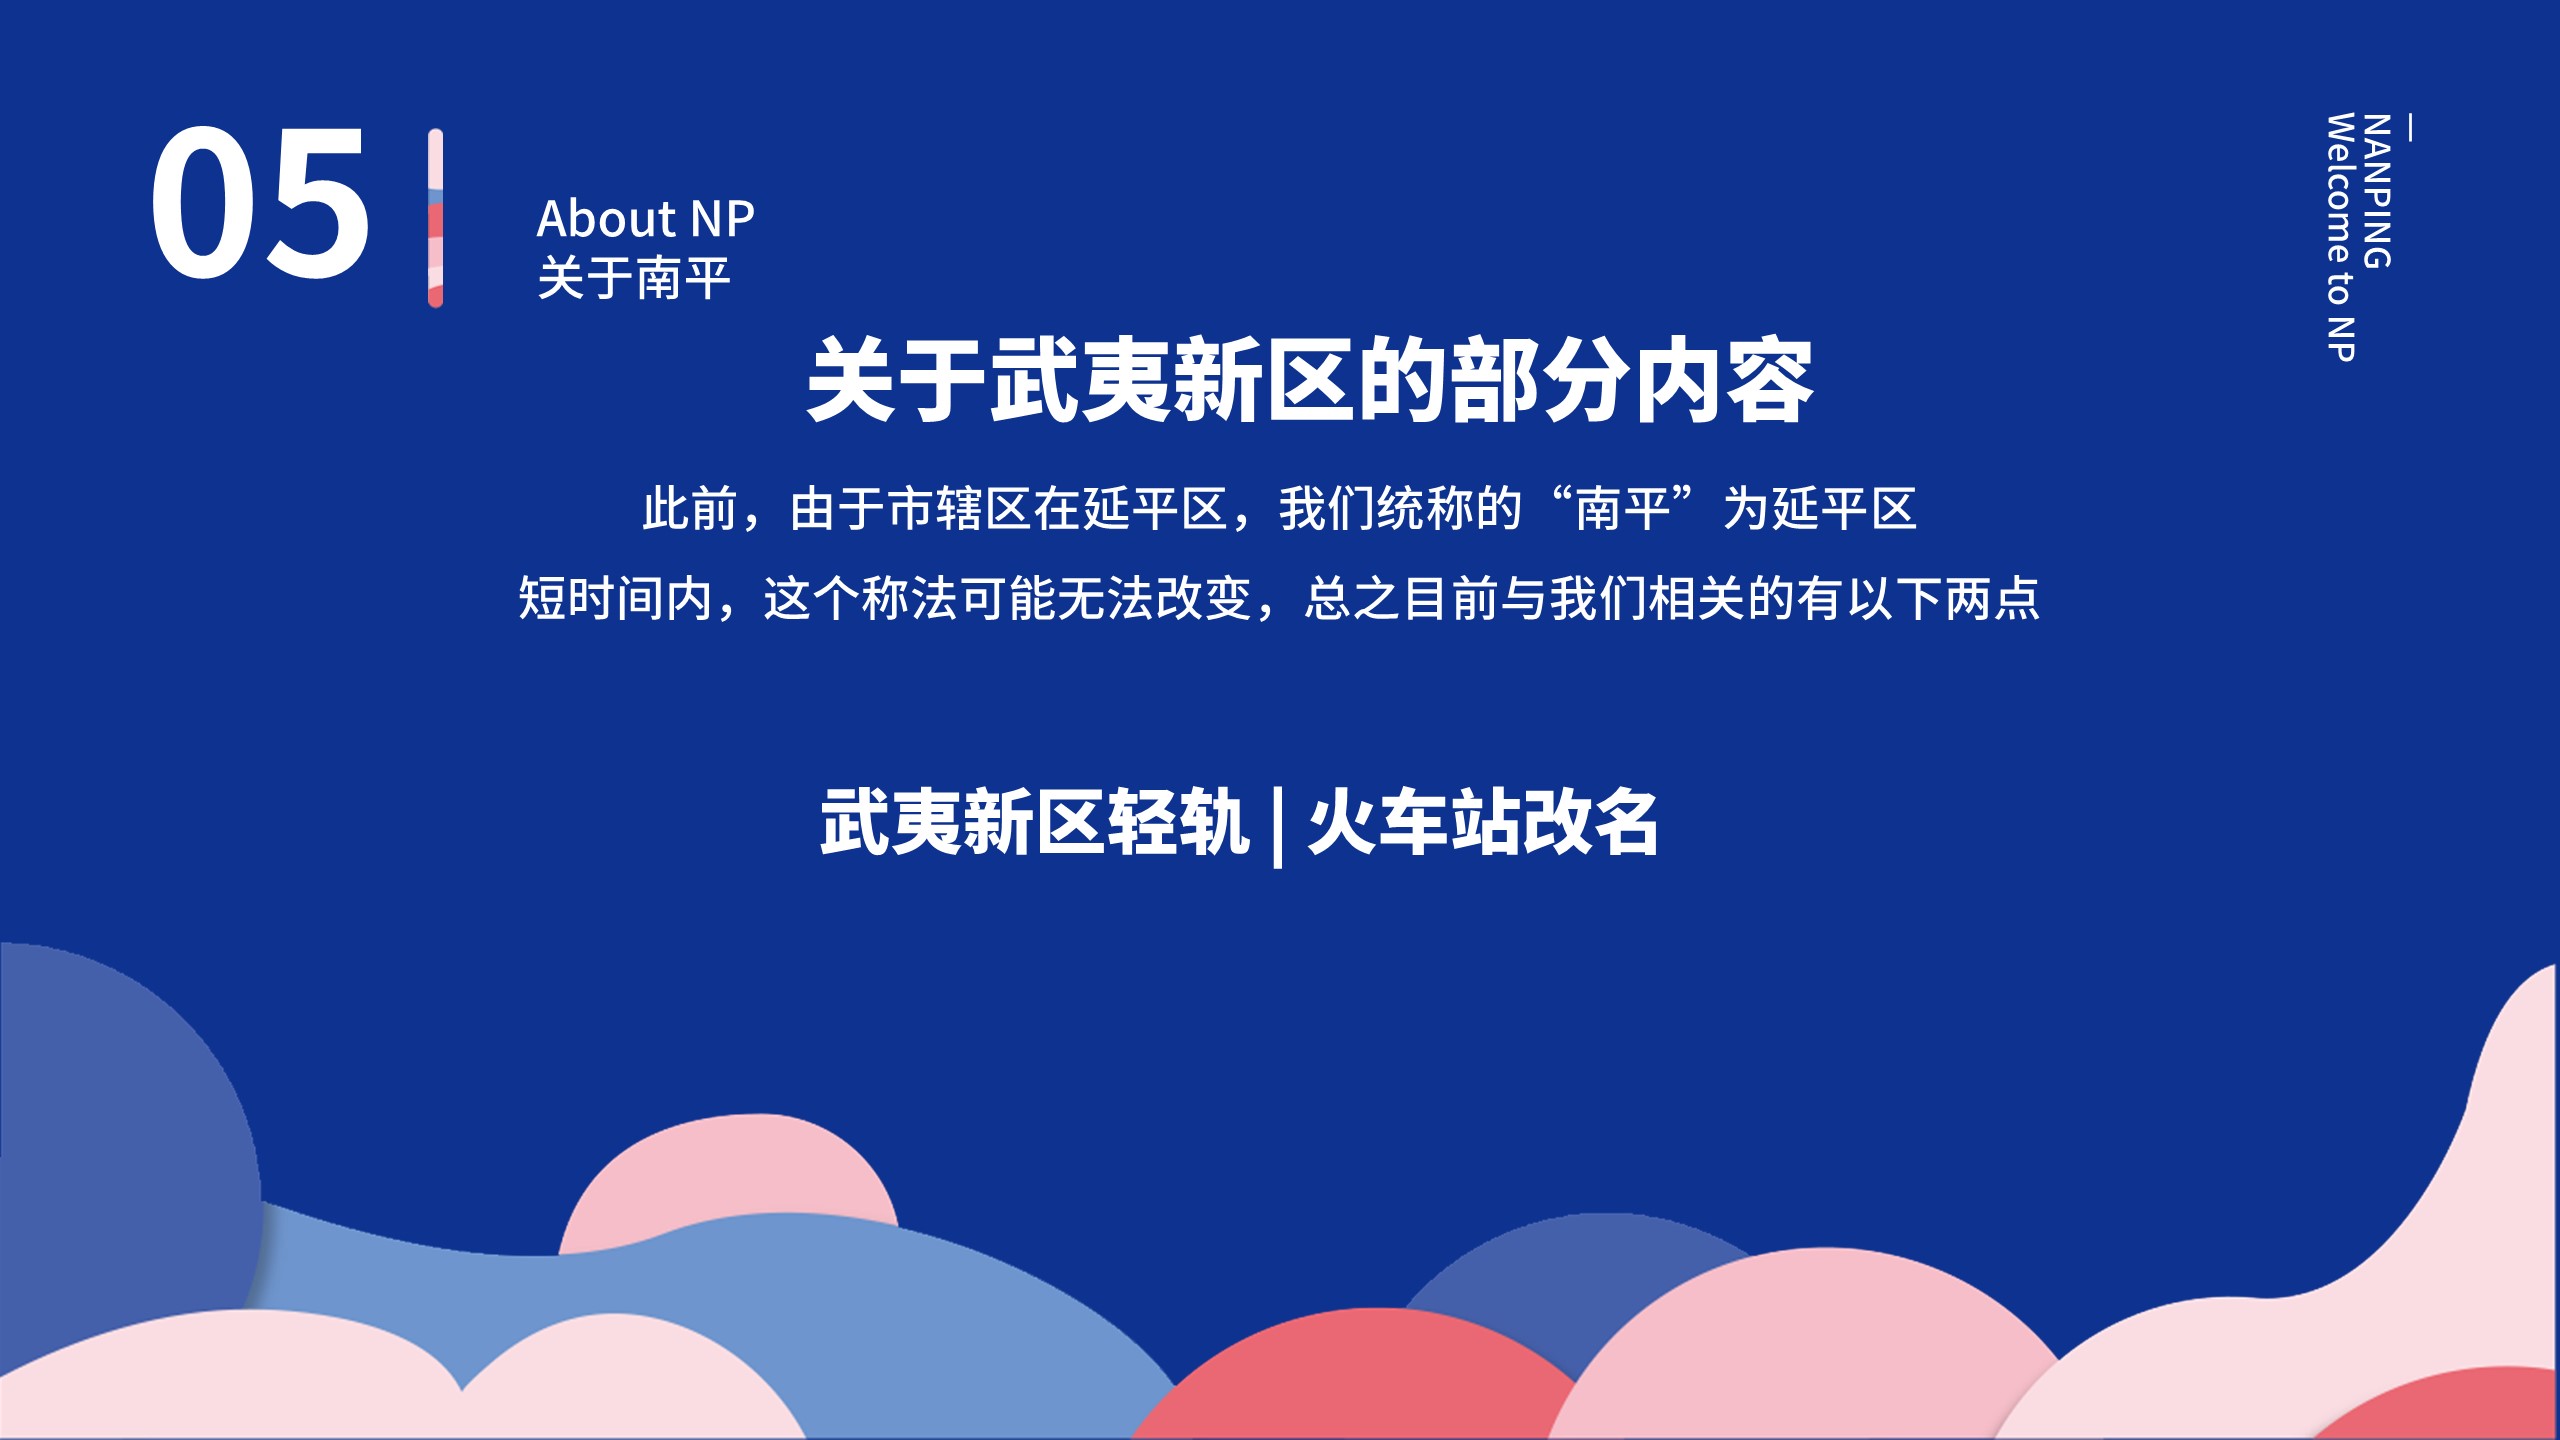 05
About NP
关于南平
NANPING
Welcome to NP
关于武夷新区的部分内容
此前，由于市辖区在延平区，我们统称的“南平”为延平区
短时间内，这个称法可能无法改变，总之目前与我们相关的有以下两点
武夷新区轻轨 | 火车站改名